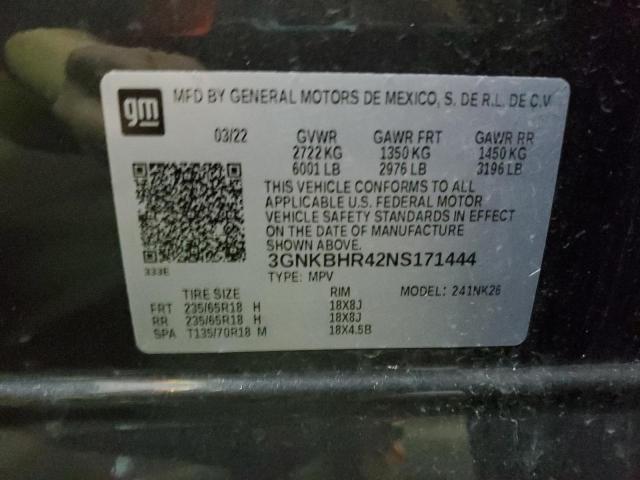 gm
MFD BY GENERAL MOTORS DE MEXICO, S. DE R.L. DE C.V
03/22 GVWR GAWR FRT GAWR RR
2722 KG 1350 KG 1450 KG
6001 LB 2976 LB 3196 LB
THIS VEHICLE CONFORMS TO ALL
APPLICABLE U.S. FEDERAL MOTOR
VEHICLE SAFETY STANDARDS IN EFFECT
ON THE DATE OF MANUFACTURE
SHOWN ABOVE.
333E
3GNKBHR42NS171444
TYPE: MPV
TIRE SIZE RIM MODEL: 241NK26
FRT 235/65R18 H 18X8J
RR 235/65R18 H 18X8J
SPA T135/70R18 M 18X4.5B